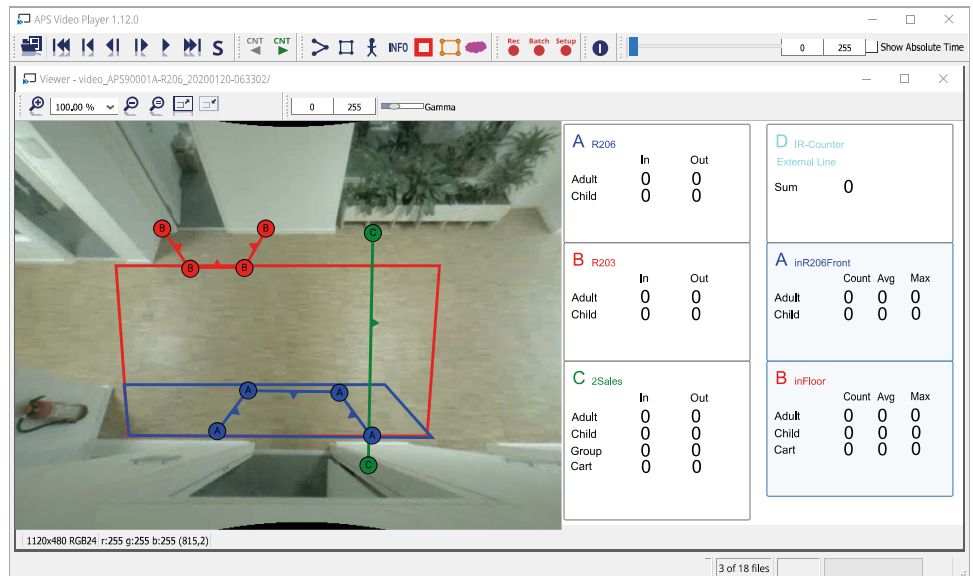 APS Video Player 1.12.0
S CNT CNT INFO Rec Batch Setup 0 255 Show Absolute Time
Viewer - video_APS90001A-R206_20200120-063302/
100.00 % 0 255 Gamma
B B
B B
C
A A
A A
C
A R206
In Out
Adult 0 0
Child 0 0
B R203
In Out
Adult 0 0
Child 0 0
C 2Sales
In Out
Adult 0 0
Child 0 0
Group 0 0
Cart 0 0
D IR-Counter
External Line
Sum 0
A inR206Front
Count Avg Max
Adult 0 0 0
Child 0 0 0
B inFloor
Count Avg Max
Adult 0 0 0
Child 0 0 0
Cart 0 0 0
1120x480 RGB24 r:255 g:255 b:255 (815,2)
3 of 18 files